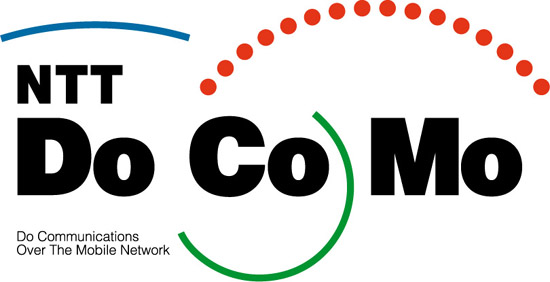 NTT
Do Co Mo
Do Communications
Over The Mobile Network